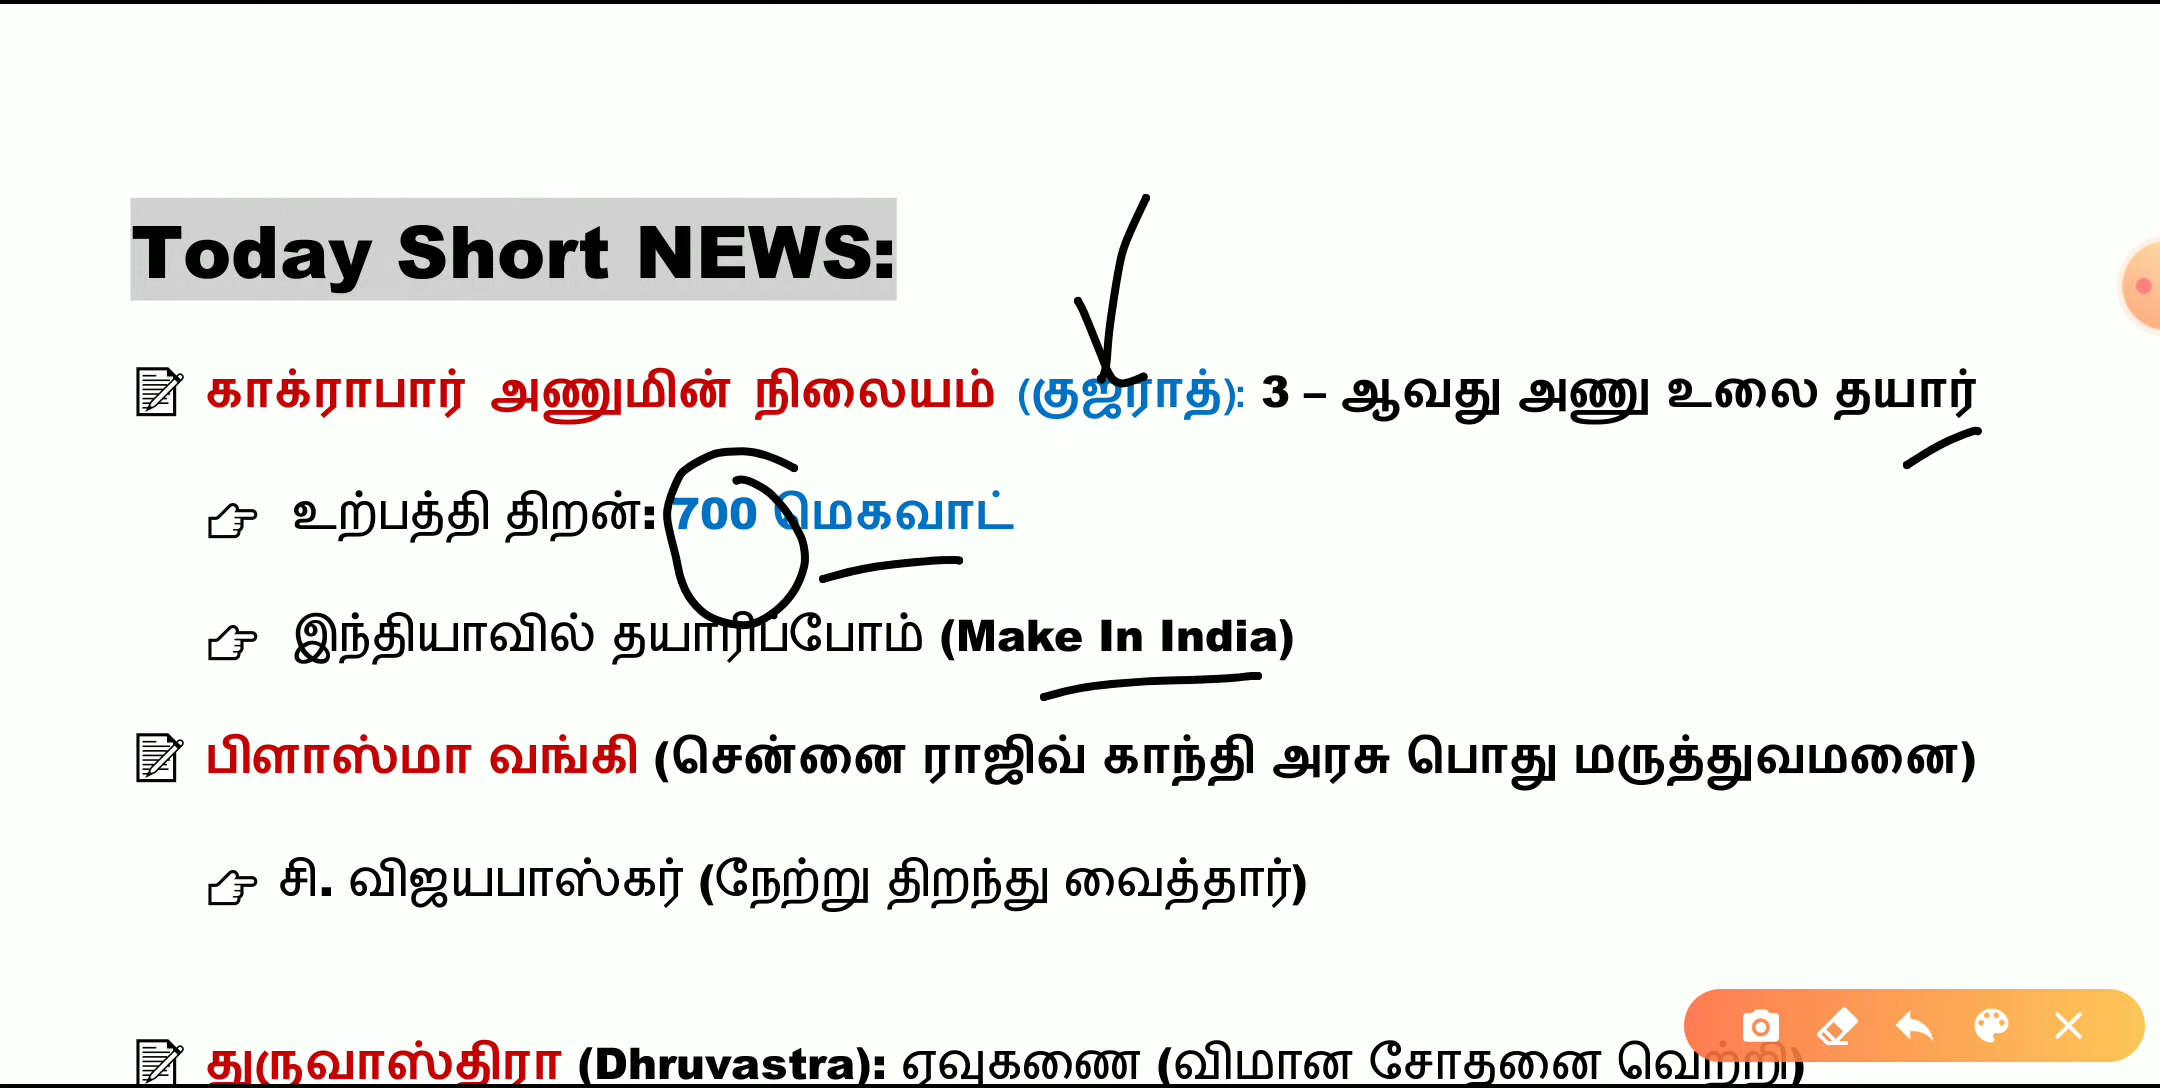 Today Short NEWS:
காக்ராபார் அணுமின் நிலையம் (குஜராத்): 3 – ஆவது அணு உலை தயார்
உற்பத்தி திறன்: 700 மெகவாட்
இந்தியாவில் தயாரிப்போம் (Make In India)
பிளாஸ்மா வங்கி (சென்னை ராஜிவ் காந்தி அரசு பொது மருத்துவமனை)
சி. விஜயபாஸ்கர் (நேற்று திறந்து வைத்தார்)
துருவாஸ்திரா (Dhruvastra): ஏவுகணை (விமான சோதனை வெற்றி)